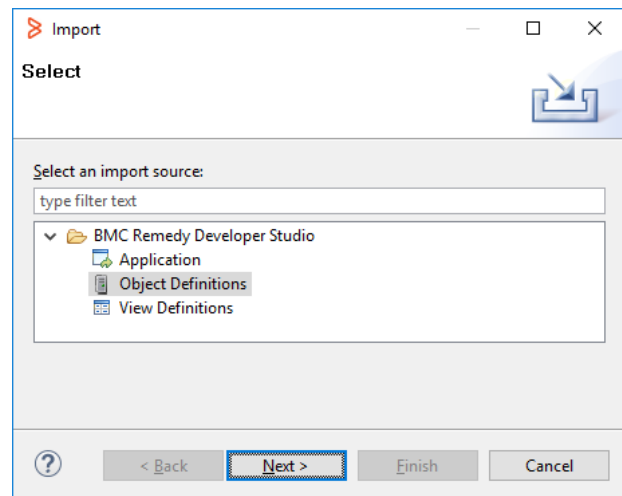 Import
Select
Select an import source:
type filter text
BMC Remedy Developer Studio
Application
Object Definitions
View Definitions
? < Back Next > Finish Cancel